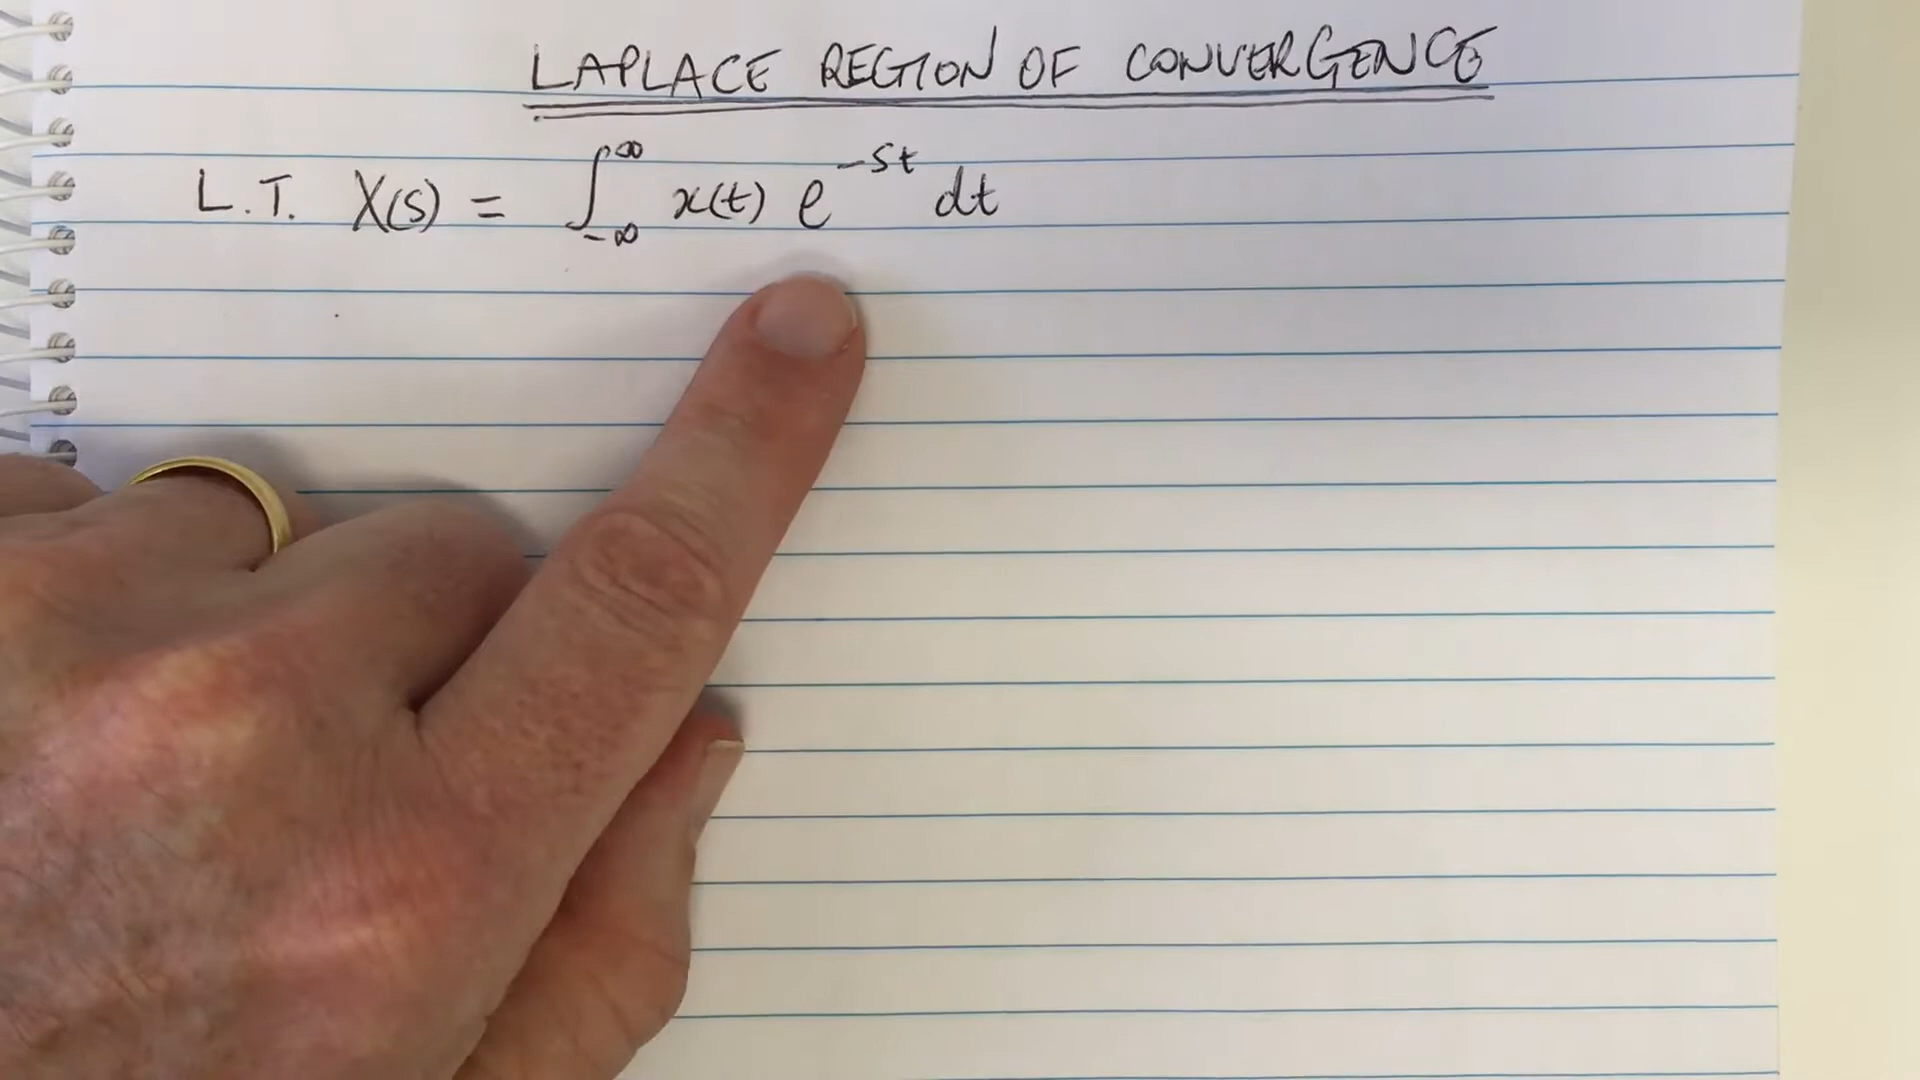 LAPLACE REGION OF CONVERGENCE
L.T. X(s) = ∫_{-∞}^{∞} x(t) e^{-st} dt